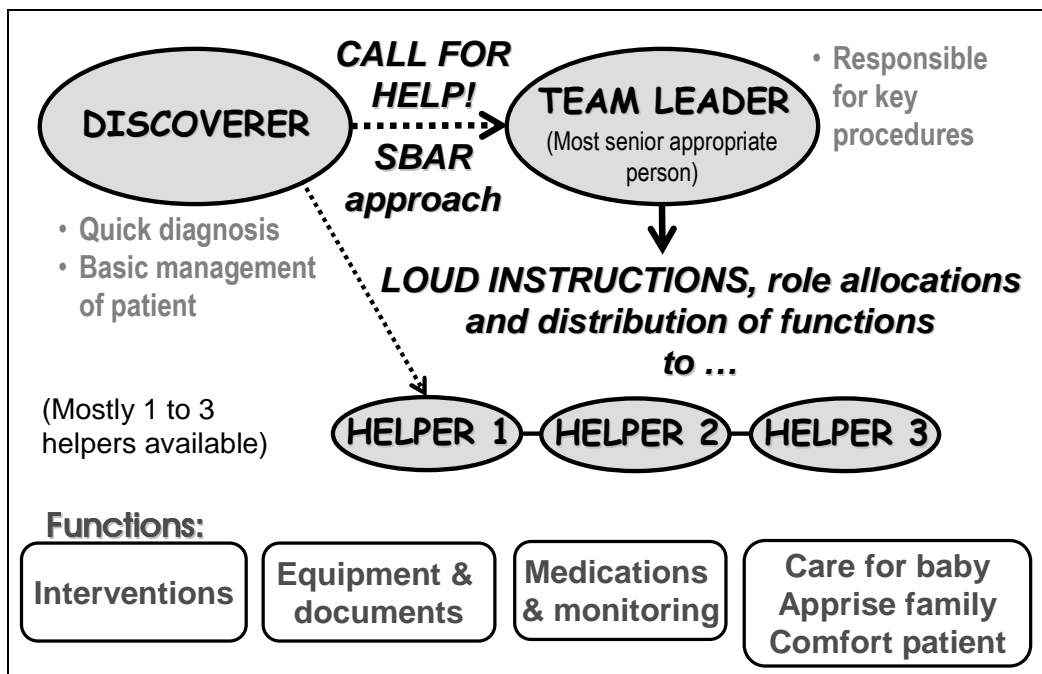 CALL FOR
HELP!
SBAR
approach
DISCOVERER
TEAM LEADER
(Most senior appropriate
person)
• Responsible
for key
procedures
• Quick diagnosis
• Basic management
of patient
LOUD INSTRUCTIONS, role allocations
and distribution of functions
to ...
(Mostly 1 to 3
helpers available)
HELPER 1
HELPER 2
HELPER 3
Functions:
Interventions
Equipment &
documents
Medications
& monitoring
Care for baby
Apprise family
Comfort patient